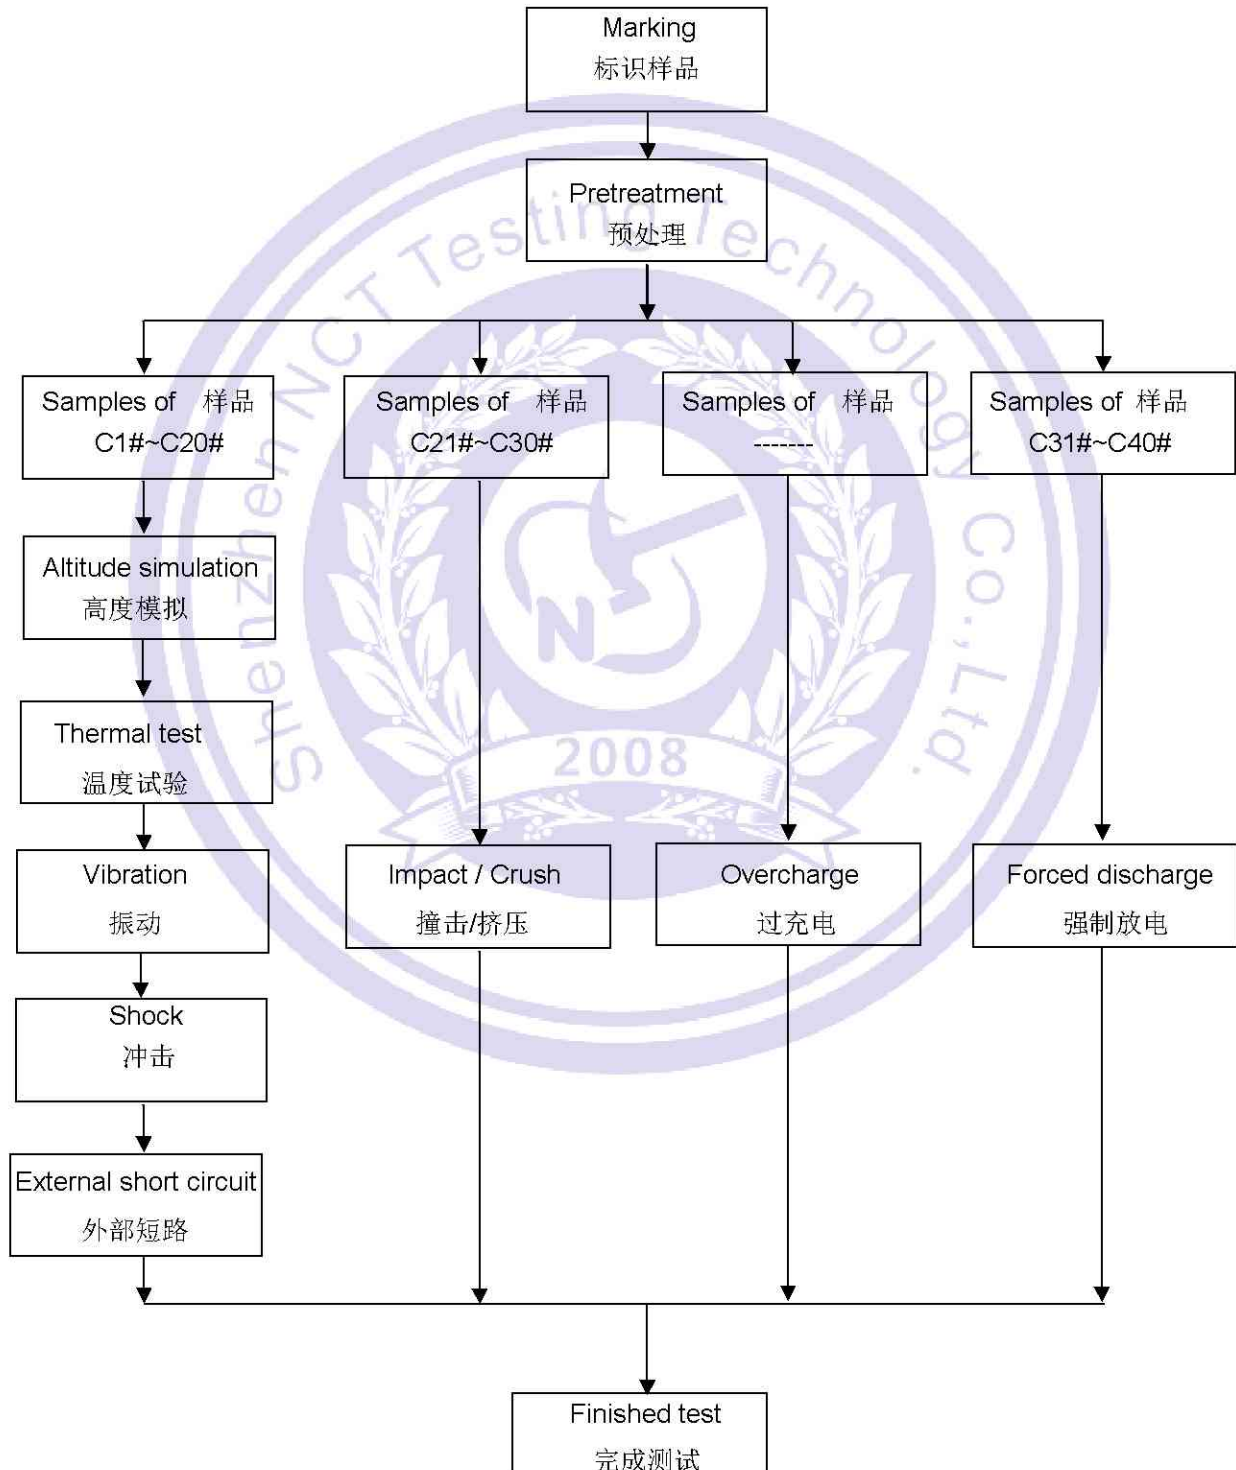 Marking
标识样品
Pretreatment
预处理
Samples of 样品
C1#~C20#
Samples of 样品
C21#~C30#
Samples of 样品
-------
Samples of 样品
C31#~C40#
Altitude simulation
高度模拟
Thermal test
温度试验
Vibration
振动
Impact / Crush
撞击/挤压
Overcharge
过充电
Forced discharge
强制放电
Shock
冲击
External short circuit
外部短路
Finished test
完成测试
Shenzhen NCT Testing Technology Co.,Ltd.
N
2008